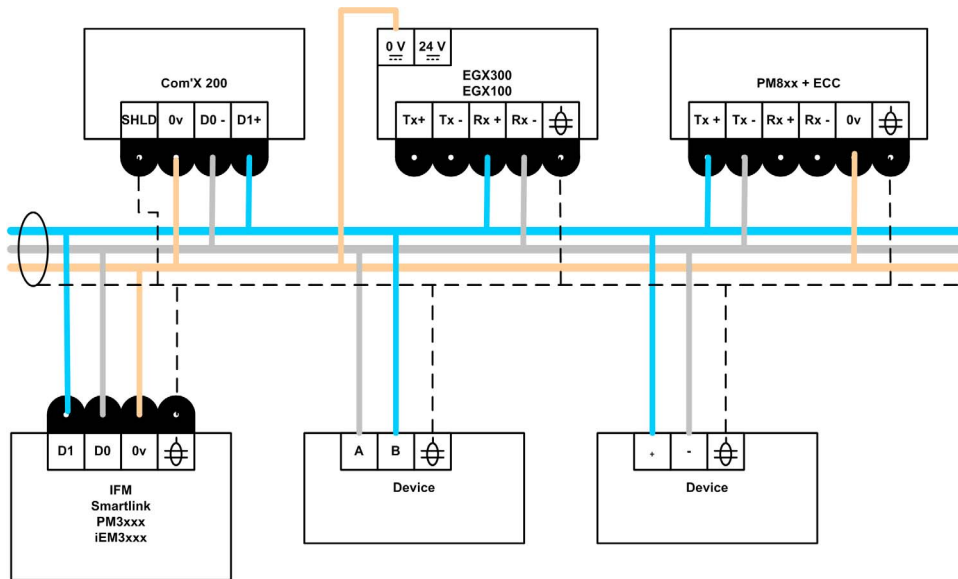 Com'X 200
SHLD 0v D0 - D1+
0 V 24 V
EGX300
EGX100
Tx+ Tx - Rx + Rx -
PM8xx + ECC
Tx + Tx - Rx + Rx - 0v
D1 D0 0v
IFM
Smartlink
PM3xxx
iEM3xxx
A B
Device
+ -
Device